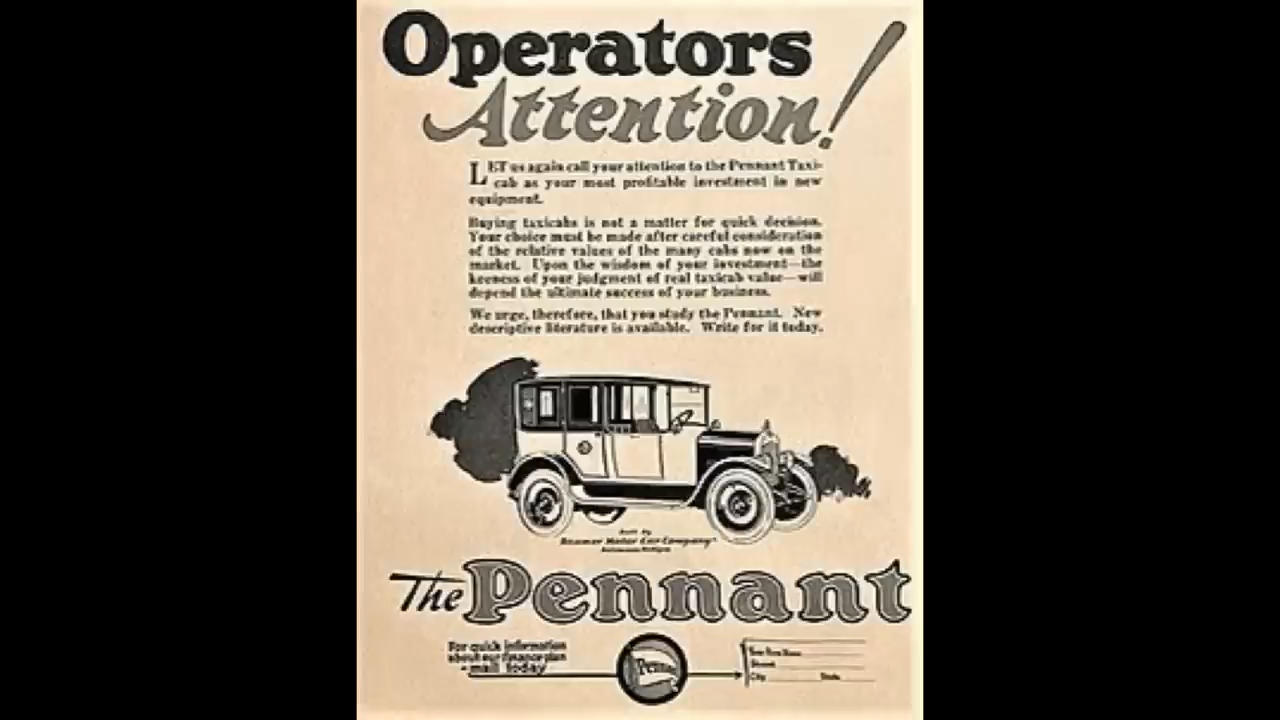 Operators
Attention!
LET us again call your attention to the Pennant Taxi-
cab as your most profitable investment in new
equipment.
Buying taxicabs is not a matter for quick decision.
Your choice must be made after careful consideration
of the relative values of the many cabs now on the
market. Upon the wisdom of your investment—the
keeness of your judgment of real taxicab value—will
depend the ultimate success of your business.
We urge, therefore, that you study the Pennant. New
descriptive literature is available. Write for it today.
Built by
Motor Car Company
The Pennant
For quick information
about our finance plan
mail today
Pennant
Your Firm Name
Street
City State